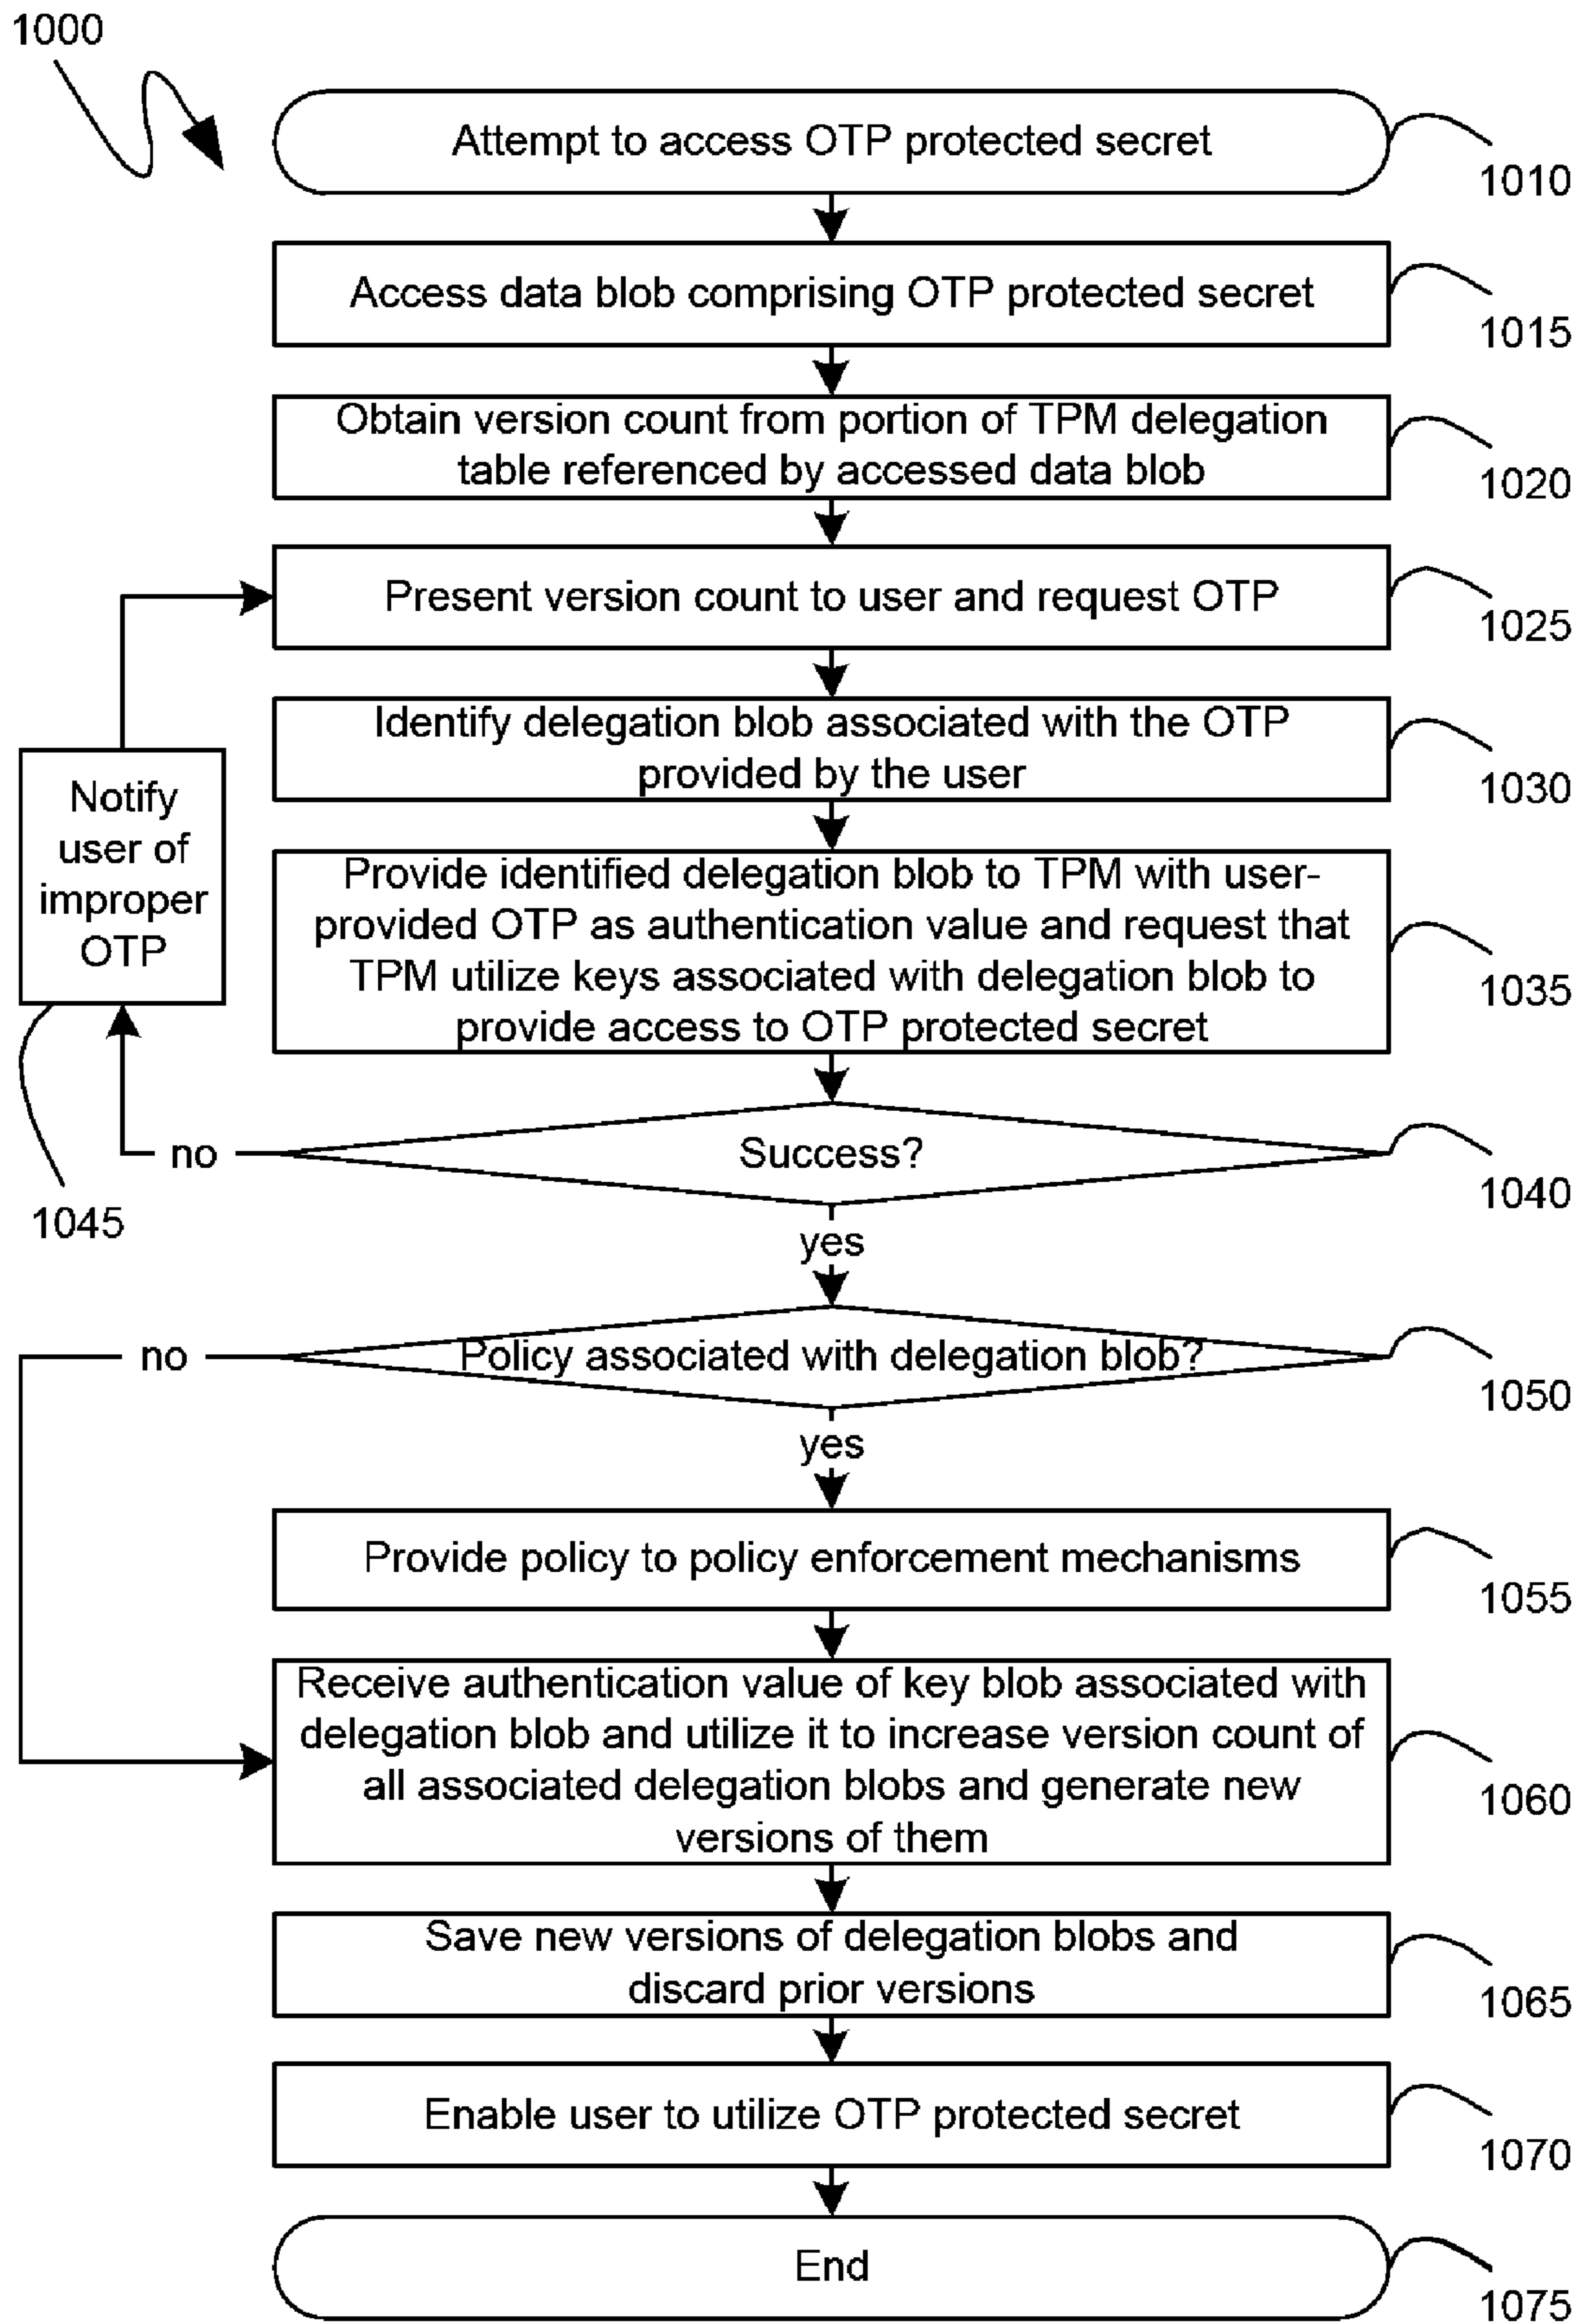 1000
Attempt to access OTP protected secret
1010
Access data blob comprising OTP protected secret
1015
Obtain version count from portion of TPM delegation
table referenced by accessed data blob
1020
Present version count to user and request OTP
1025
Identify delegation blob associated with the OTP
provided by the user
1030
Notify
user of
improper
OTP
Provide identified delegation blob to TPM with user-
provided OTP as authentication value and request that
TPM utilize keys associated with delegation blob to
provide access to OTP protected secret
1035
no
Success?
1040
1045
yes
no
Policy associated with delegation blob?
1050
yes
Provide policy to policy enforcement mechanisms
1055
Receive authentication value of key blob associated with
delegation blob and utilize it to increase version count of
all associated delegation blobs and generate new
versions of them
1060
Save new versions of delegation blobs and
discard prior versions
1065
Enable user to utilize OTP protected secret
1070
End
1075